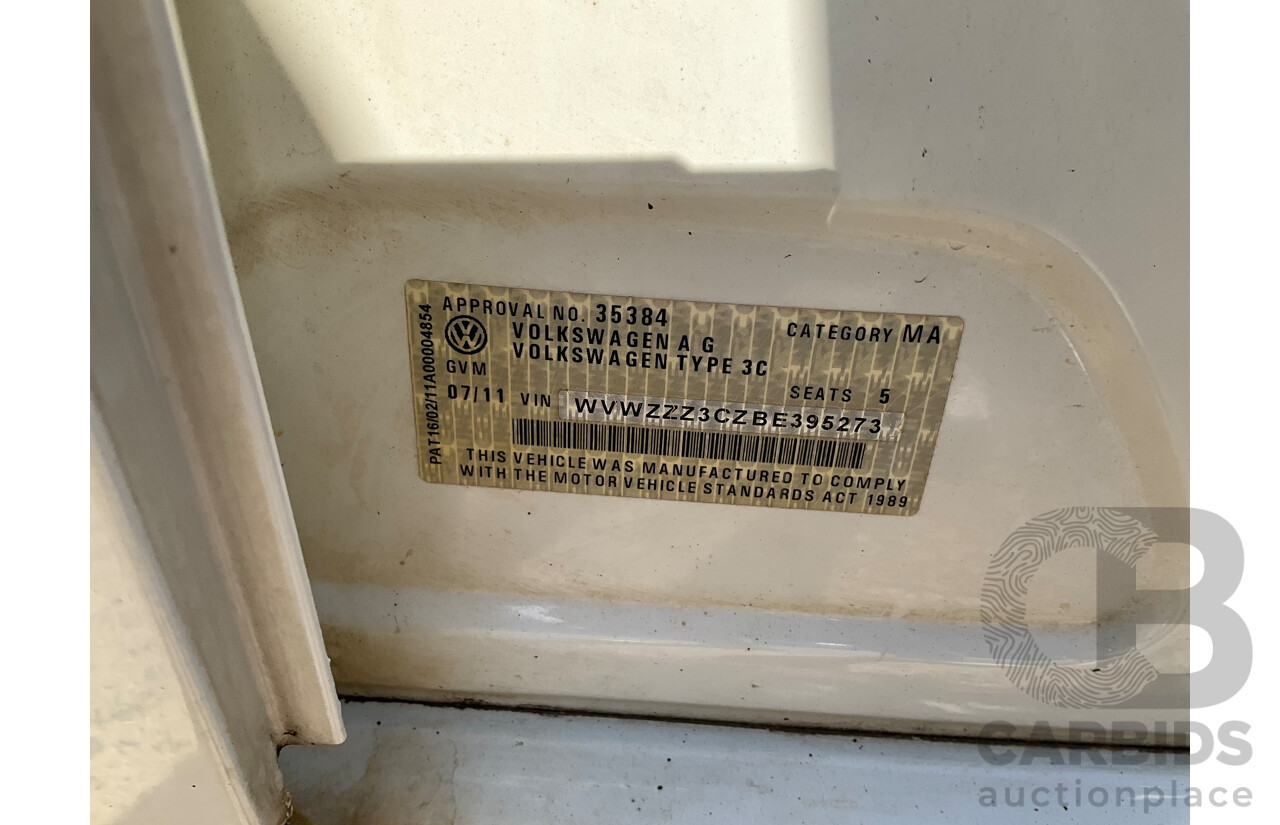 APPROVAL NO. 35384
CATEGORY MA
VOLKSWAGEN A G
VOLKSWAGEN TYPE 3C
GVM
SEATS 5
07/11 VIN WVWZZZ3CZBE395273
THIS VEHICLE WAS MANUFACTURED TO COMPLY
WITH THE MOTOR VEHICLE STANDARDS ACT 1989
PAT16/02/11A00004854
CB
CARBIDS
auctionplace